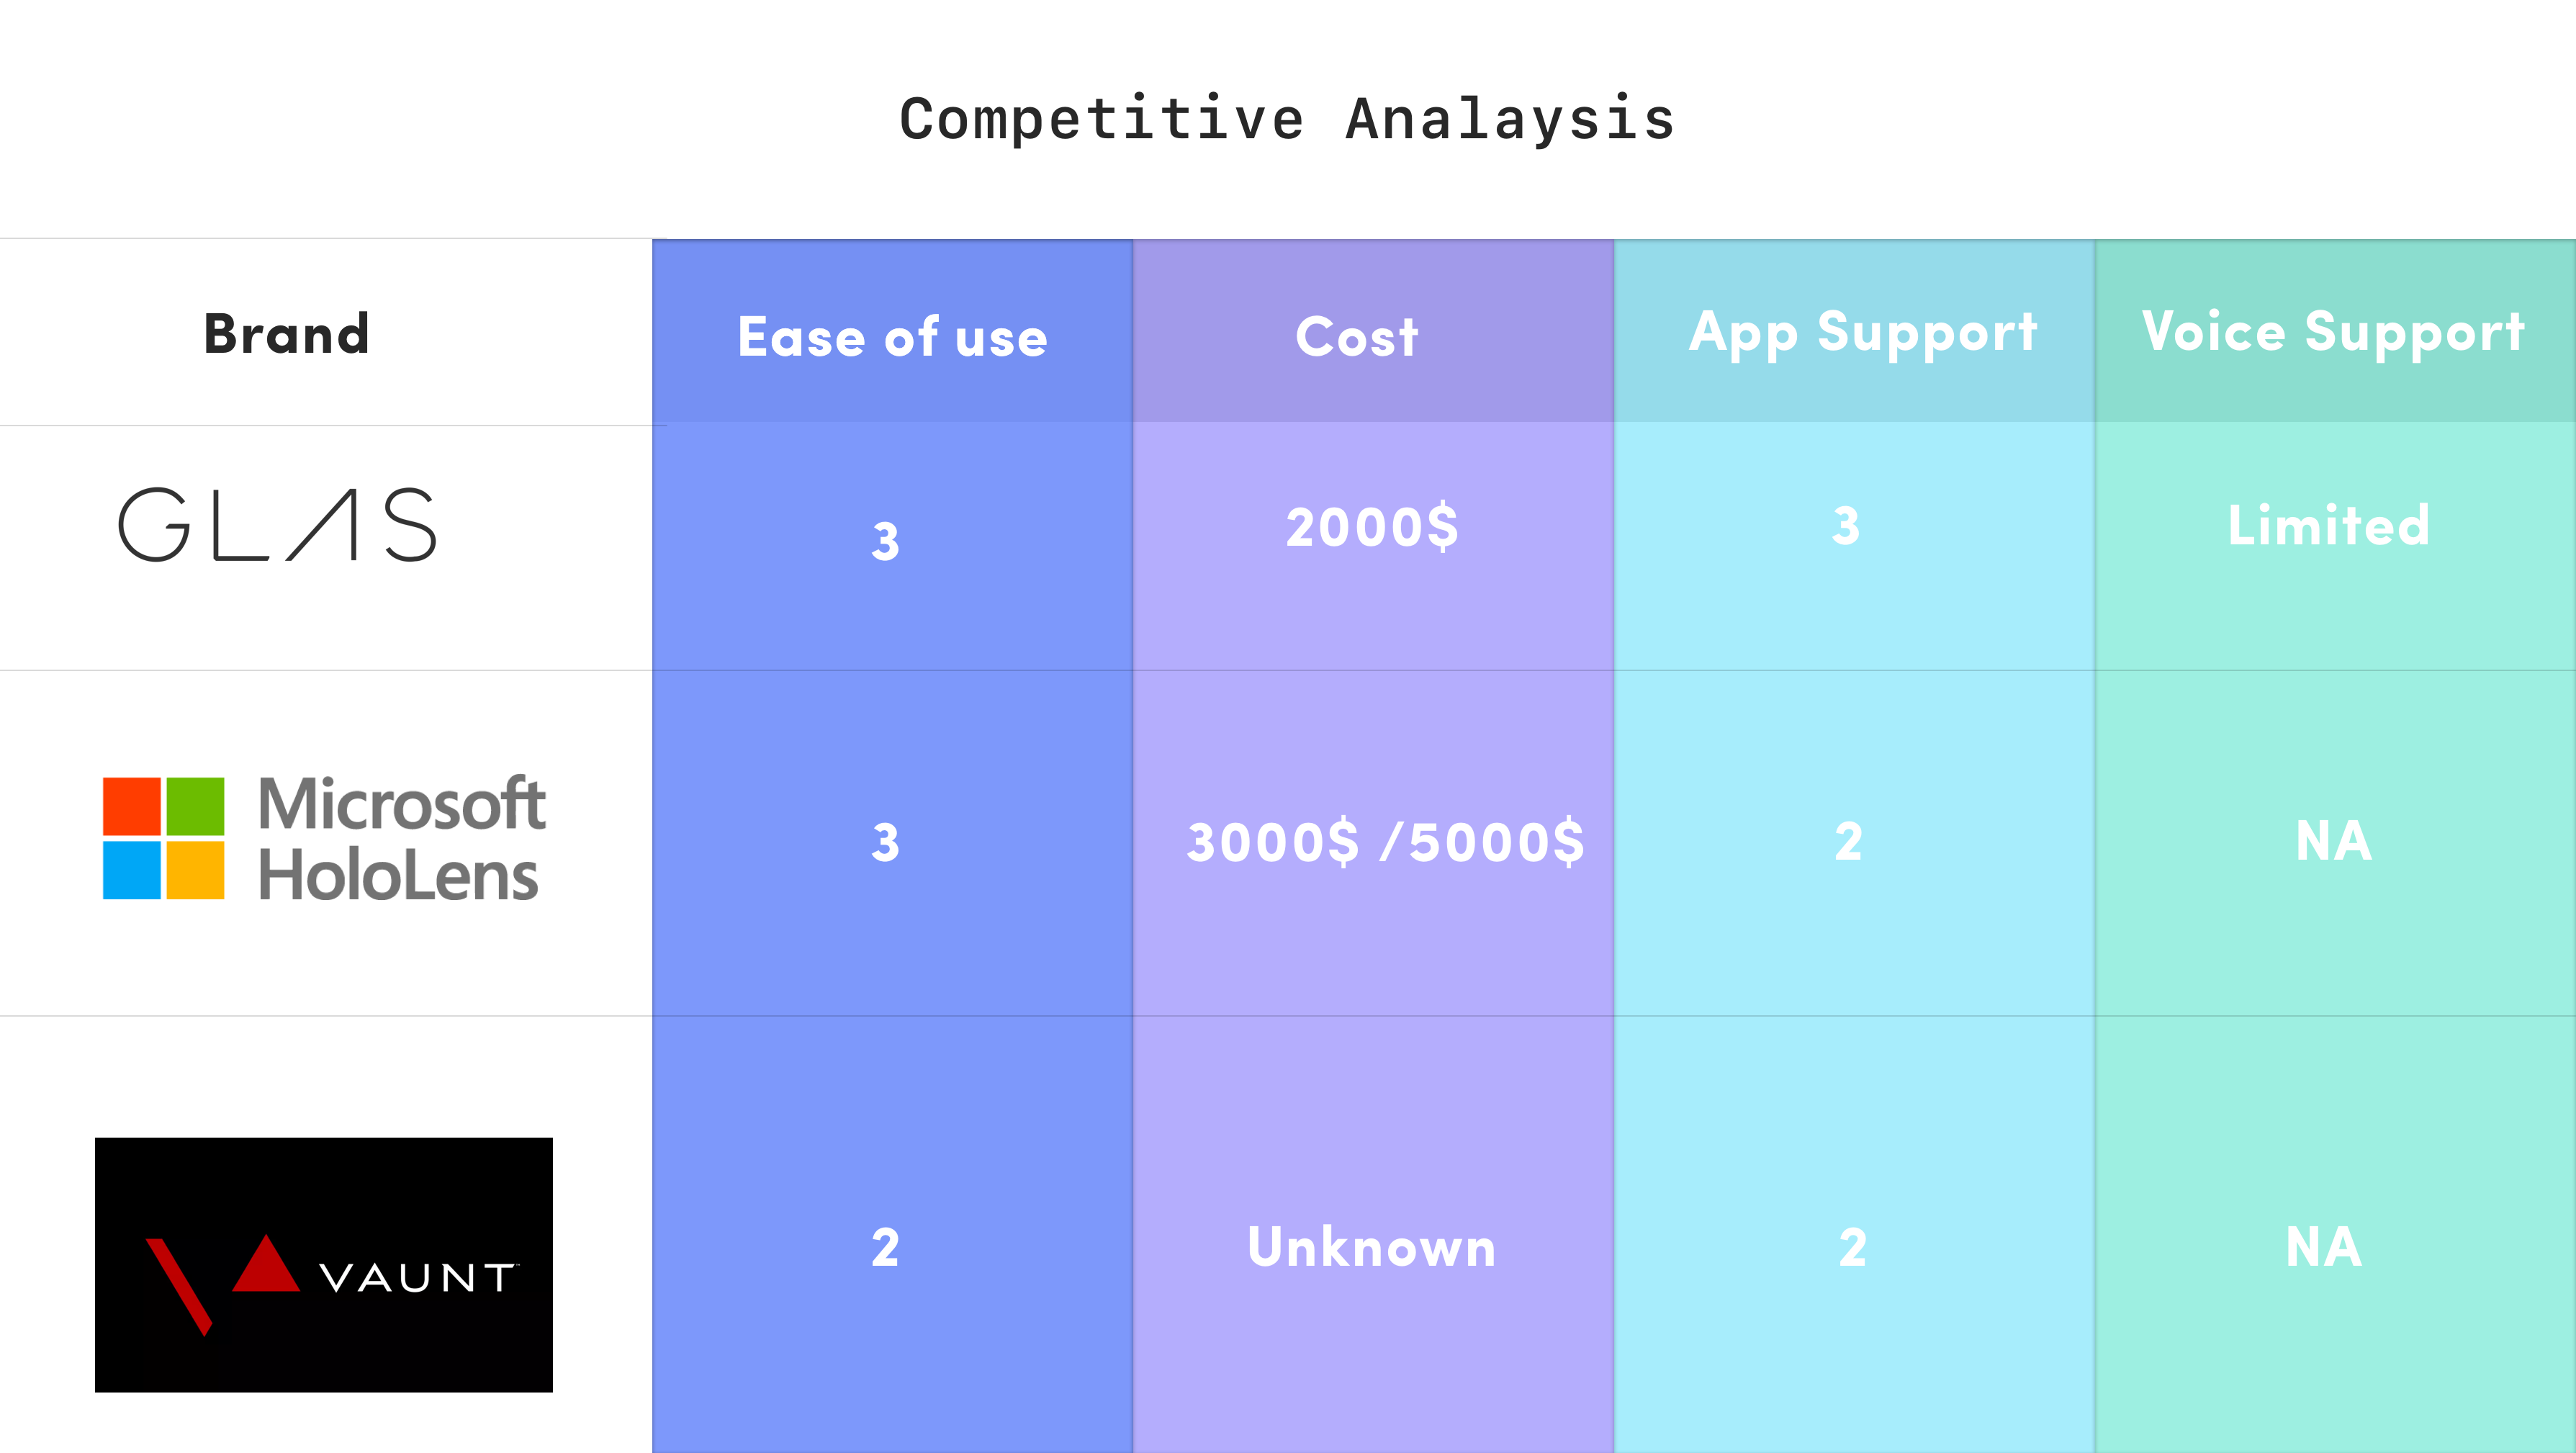 Competitive Analaysis
Brand
Ease of use
Cost
App Support
Voice Support
GLAS
3
2000$
3
Limited
Microsoft
HoloLens
3
3000$ /5000$
2
NA
VAUNT™
2
Unknown
2
NA